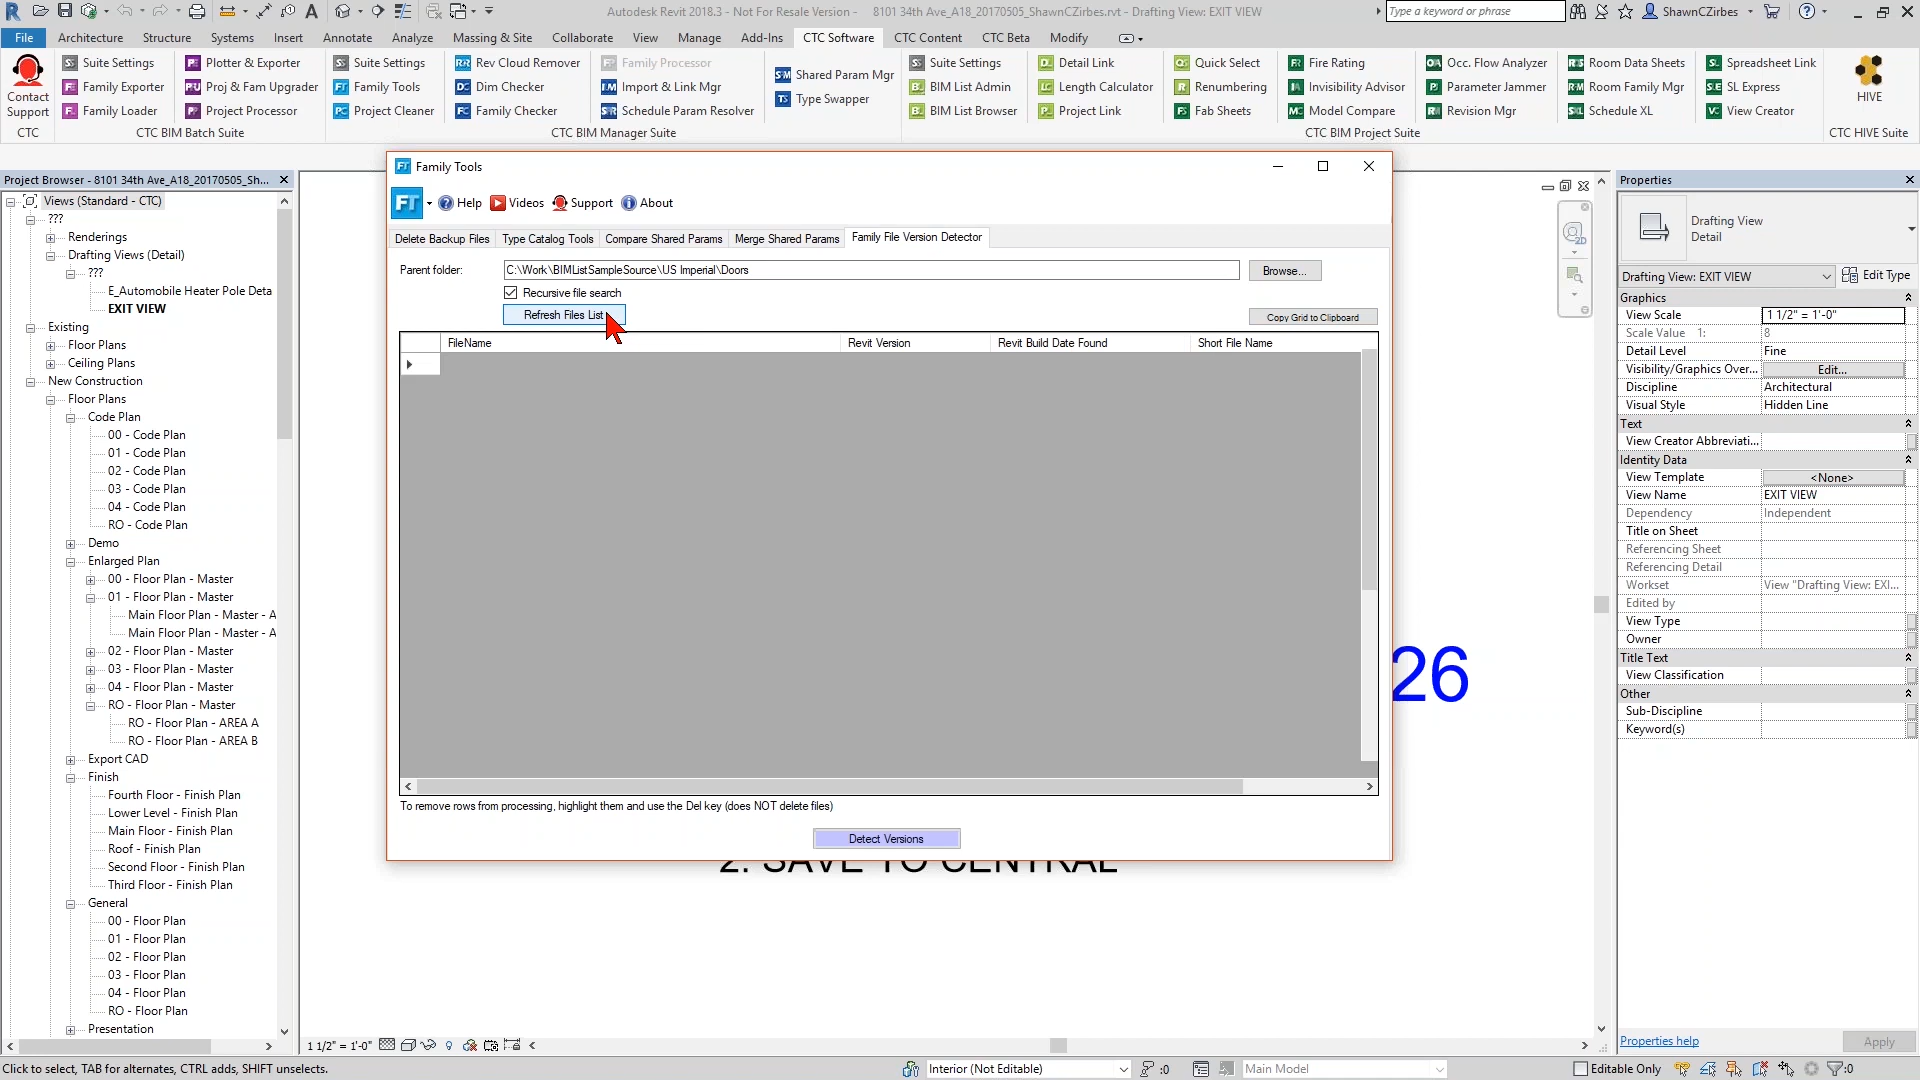 Autodesk Revit 2018.3 - Not For Resale Version - 8101 34th Ave_A18_20170505_ShawnCZirbes.rvt - Drafting View: EXIT VIEW
Type a keyword or phrase
ShawnCZirbes
File Architecture Structure Systems Insert Annotate Analyze Massing & Site Collaborate View Manage Add-Ins CTC Software CTC Content CTC Beta Modify
Contact Support
CTC
Suite Settings
Family Exporter
Family Loader
Plotter & Exporter
Proj & Fam Upgrader
Project Processor
CTC BIM Batch Suite
Suite Settings
Family Tools
Project Cleaner
Rev Cloud Remover
Dim Checker
Family Checker
Family Processor
Import & Link Mgr
Schedule Param Resolver
Shared Param Mgr
Type Swapper
CTC BIM Manager Suite
Suite Settings
BIM List Admin
BIM List Browser
Detail Link
Length Calculator
Project Link
Quick Select
Renumbering
Fab Sheets
Fire Rating
Invisibility Advisor
Model Compare
Occ. Flow Analyzer
Parameter Jammer
Revision Mgr
Room Data Sheets
Room Family Mgr
Schedule XL
Spreadsheet Link
SL Express
View Creator
CTC BIM Project Suite
HIVE
CTC HIVE Suite
Project Browser - 8101 34th Ave_A18_20170505_Sh...
Views (Standard - CTC)
???
Renderings
Drafting Views (Detail)
???
E_Automobile Heater Pole Deta
EXIT VIEW
Existing
Floor Plans
Ceiling Plans
New Construction
Floor Plans
Code Plan
00 - Code Plan
01 - Code Plan
02 - Code Plan
03 - Code Plan
04 - Code Plan
RO - Code Plan
Demo
Enlarged Plan
00 - Floor Plan - Master
01 - Floor Plan - Master
Main Floor Plan - Master - A
Main Floor Plan - Master - A
02 - Floor Plan - Master
03 - Floor Plan - Master
04 - Floor Plan - Master
RO - Floor Plan - Master
RO - Floor Plan - AREA A
RO - Floor Plan - AREA B
Export CAD
Finish
Fourth Floor - Finish Plan
Lower Level - Finish Plan
Main Floor - Finish Plan
Roof - Finish Plan
Second Floor - Finish Plan
Third Floor - Finish Plan
General
00 - Floor Plan
01 - Floor Plan
02 - Floor Plan
03 - Floor Plan
04 - Floor Plan
RO - Floor Plan
Presentation
FT Family Tools
FT Help Videos Support About
Delete Backup Files Type Catalog Tools Compare Shared Params Merge Shared Params Family File Version Detector
Parent folder: C:\Work\BIMListSampleSource\US Imperial\Doors Browse...
Recursive file search
Refresh Files List Copy Grid to Clipboard
FileName Revit Version Revit Build Date Found Short File Name
To remove rows from processing, highlight them and use the Del key (does NOT delete files)
Detect Versions
26
2. SAVE TO CENTRAL
Properties
Drafting View
Detail
Drafting View: EXIT VIEW Edit Type
Graphics
View Scale 1 1/2" = 1'-0"
Scale Value 1: 8
Detail Level Fine
Visibility/Graphics Over... Edit...
Discipline Architectural
Visual Style Hidden Line
Text
View Creator Abbreviati...
Identity Data
View Template <None>
View Name EXIT VIEW
Dependency Independent
Title on Sheet
Referencing Sheet
Referencing Detail
Workset View "Drafting View: EXI...
Edited by
View Type
Owner
Title Text
View Classification
Other
Sub-Discipline
Keyword(s)
Properties help Apply
1 1/2" = 1'-0"
Click to select, TAB for alternates, CTRL adds, SHIFT unselects.
Interior (Not Editable) :0 Main Model Editable Only :0